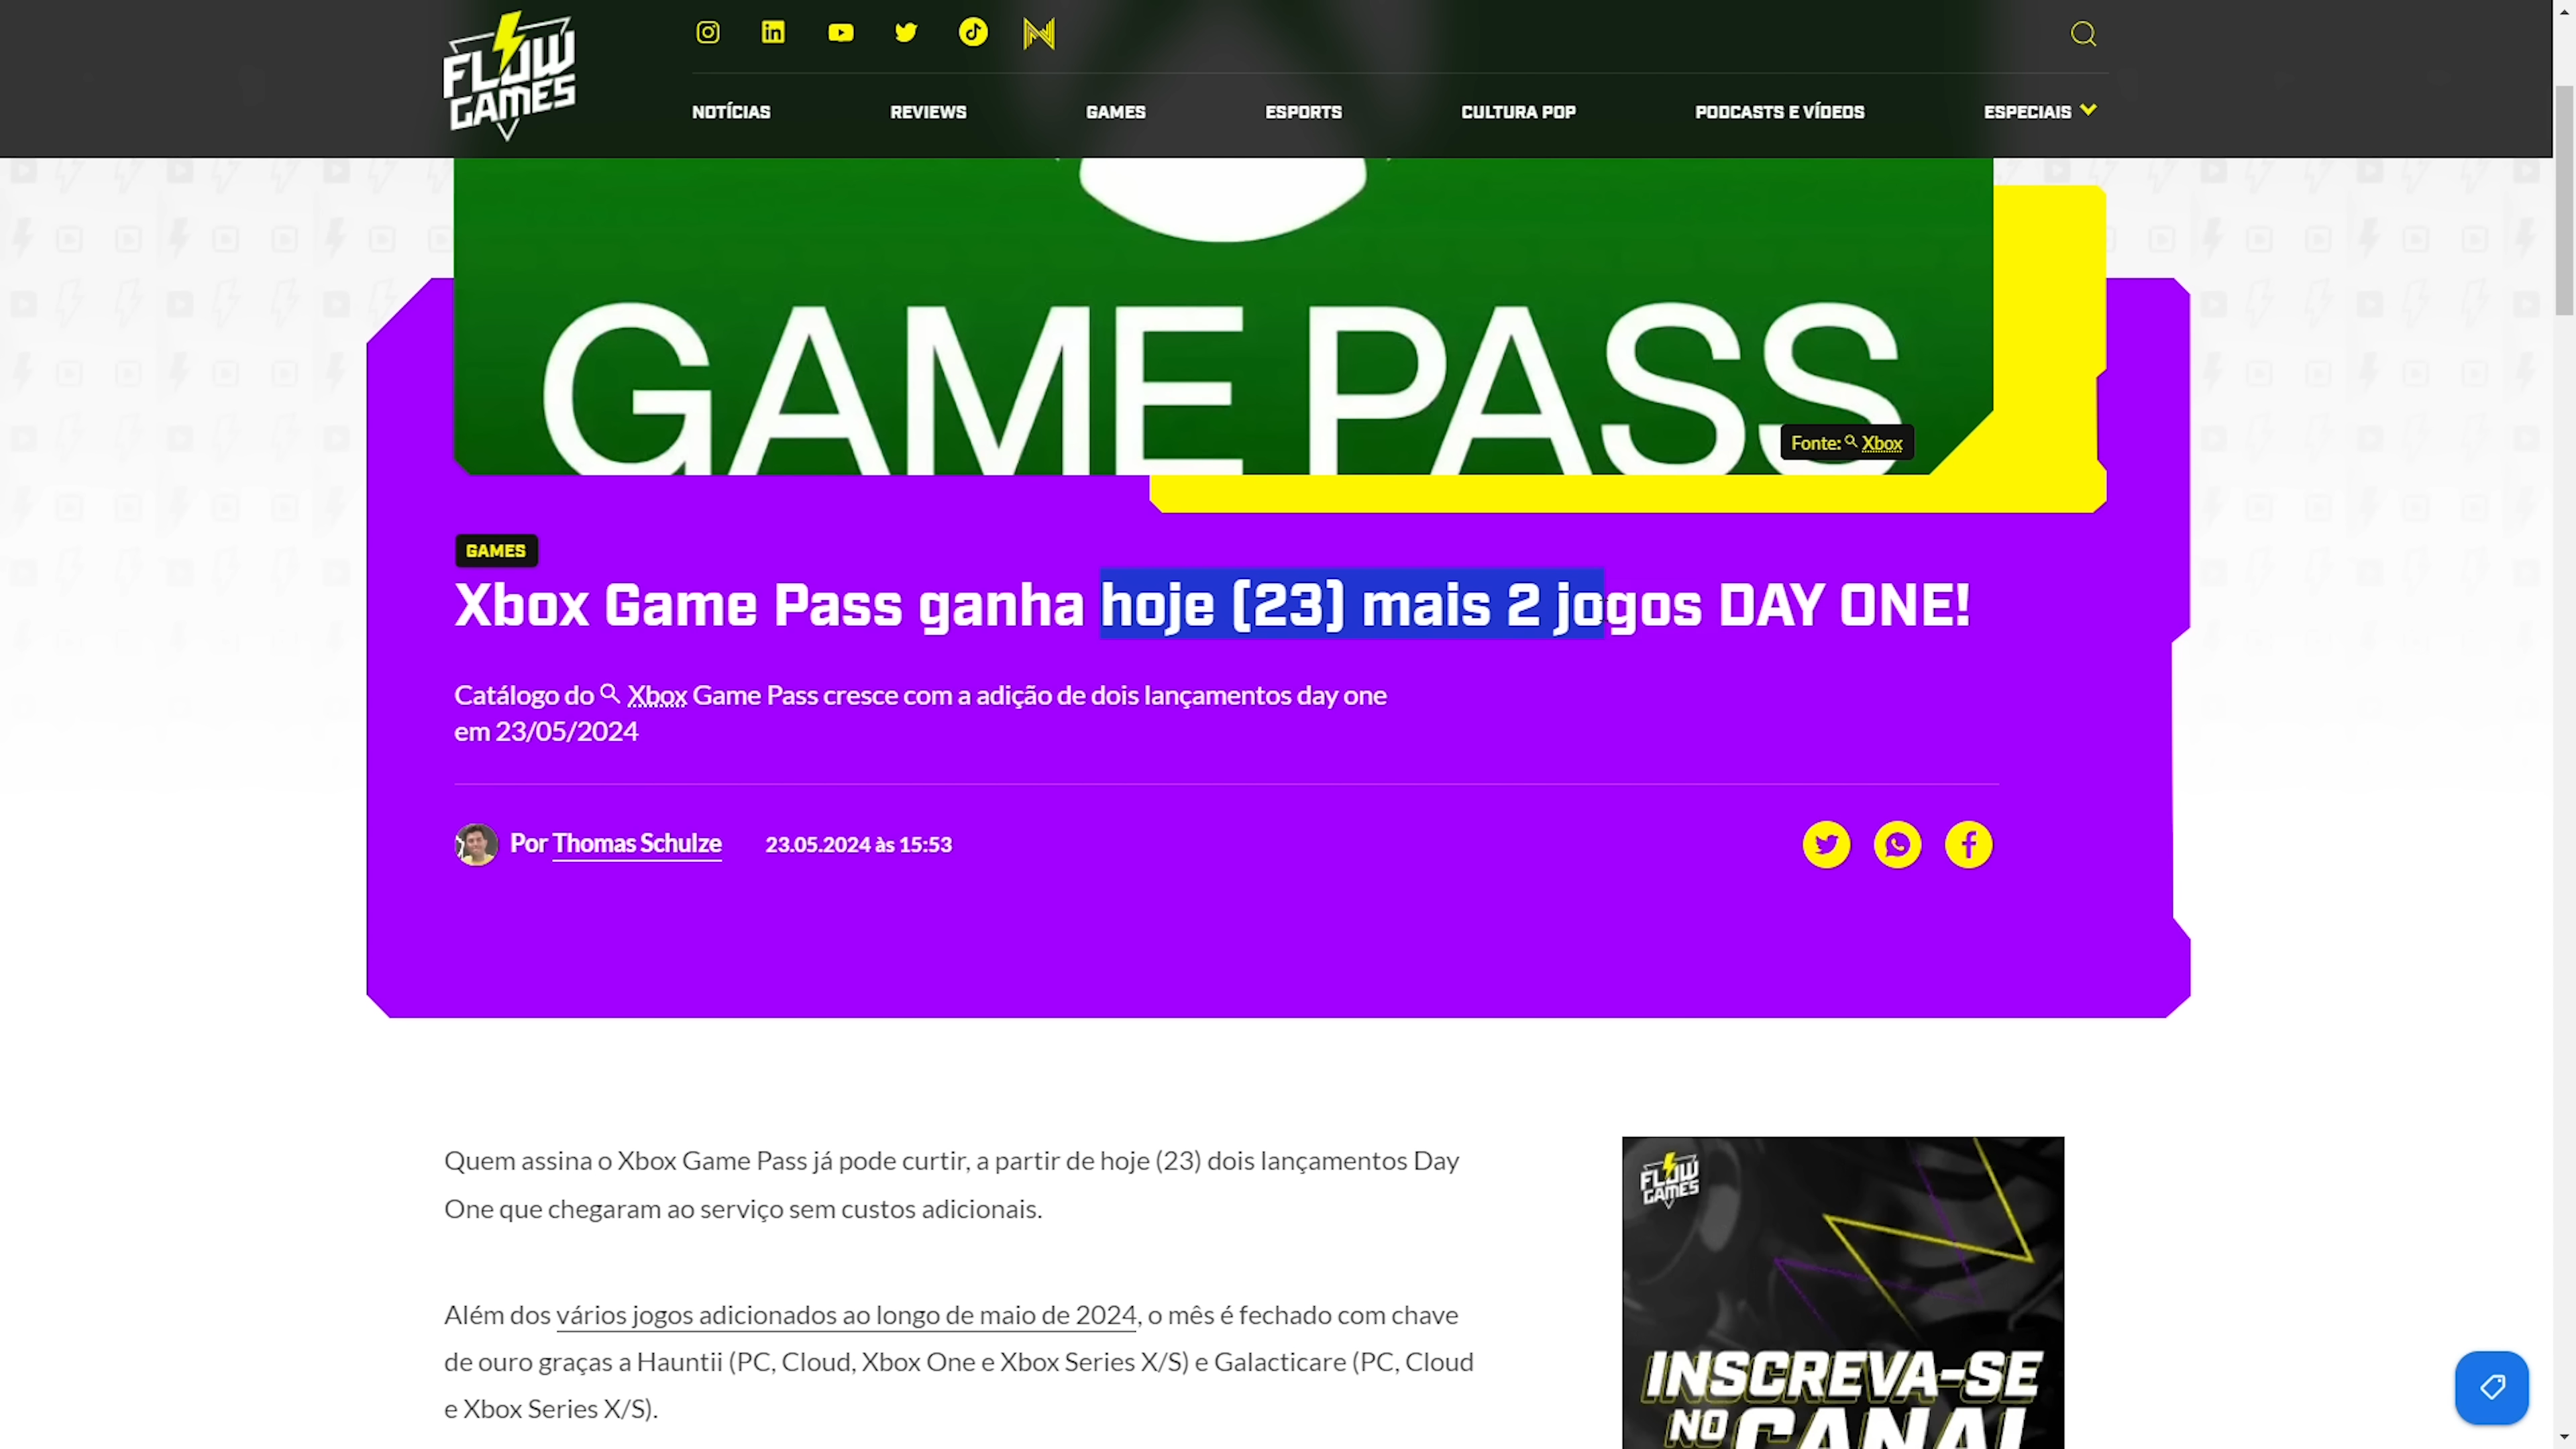 FLOW
GAMES
NOTÍCIAS
REVIEWS
GAMES
ESPORTS
CULTURA POP
PODCASTS E VÍDEOS
ESPECIAIS
GAME PASS
Fonte: Xbox
GAMES
Xbox Game Pass ganha hoje (23) mais 2 jogos DAY ONE!
Catálogo do Xbox Game Pass cresce com a adição de dois lançamentos day one
em 23/05/2024
Por Thomas Schulze
23.05.2024 às 15:53
Quem assina o Xbox Game Pass já pode curtir, a partir de hoje (23) dois lançamentos Day
One que chegaram ao serviço sem custos adicionais.
Além dos vários jogos adicionados ao longo de maio de 2024, o mês é fechado com chave
de ouro graças a Hauntii (PC, Cloud, Xbox One e Xbox Series X/S) e Galacticare (PC, Cloud
e Xbox Series X/S).
FLOW
GAMES
INSCREVA-SE
NO CANAL